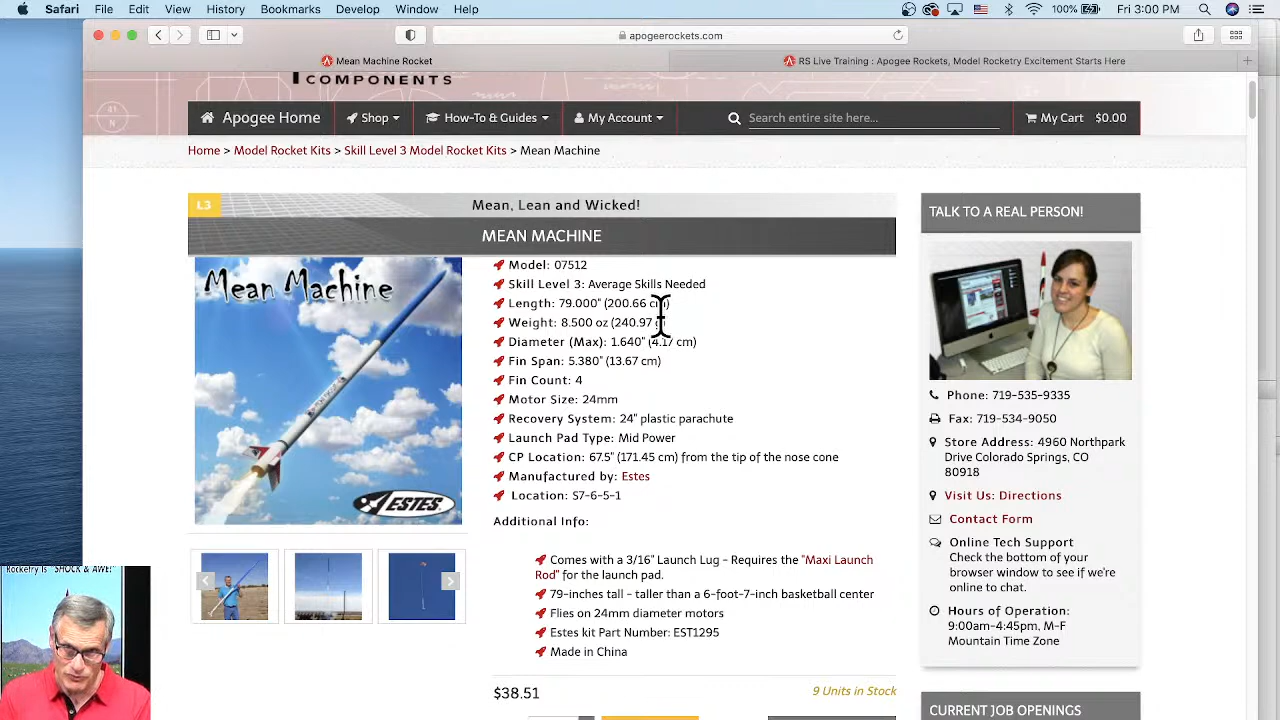 Safari File Edit View History Bookmarks Window Help
100% Fri 3:00 PM
apogeerockets.com
Mean Machine Rocket
RS Live Training : Apogee Rockets, Model Rocketry Excitement Starts Here
COMPONENTS
Apogee Home Shop How-To & Guides My Account Search entire site here... My Cart $0.00
Home > Model Rocket Kits > Skill Level 3 Model Rocket Kits > Mean Machine
L3
Mean, Lean and Wicked!
MEAN MACHINE
Mean Machine
ESTES
Model: 07512
Skill Level 3: Average Skills Needed
Length: 79.000" (200.66 cm)
Weight: 8.500 oz (240.97
Diameter (Max): 1.640" (4.17 cm)
Fin Span: 5.380" (13.67 cm)
Fin Count: 4
Motor Size: 24mm
Recovery System: 24" plastic parachute
Launch Pad Type: Mid Power
CP Location: 67.5" (171.45 cm) from the tip of the nose cone
Manufactured by: Estes
Location: S7-6-5-1
Additional Info:
Comes with a 3/16" Launch Lug - Requires the "Maxi Launch
Rod" for the launch pad.
79-inches tall - taller than a 6-foot-7-inch basketball center
Flies on 24mm diameter motors
Estes kit Part Number: EST1295
Made in China
$38.51
9 Units in Stock
TALK TO A REAL PERSON!
Phone: 719-535-9335
Fax: 719-534-9050
Store Address: 4960 Northpark
Drive Colorado Springs, CO
80918
Visit Us: Directions
Contact Form
Online Tech Support
Check the bottom of your
browser window to see if we're
online to chat.
Hours of Operation:
9:00am-4:45pm, M-F
Mountain Time Zone
CURRENT JOB OPENINGS
Rocketry is "SHOCK & AWE!"